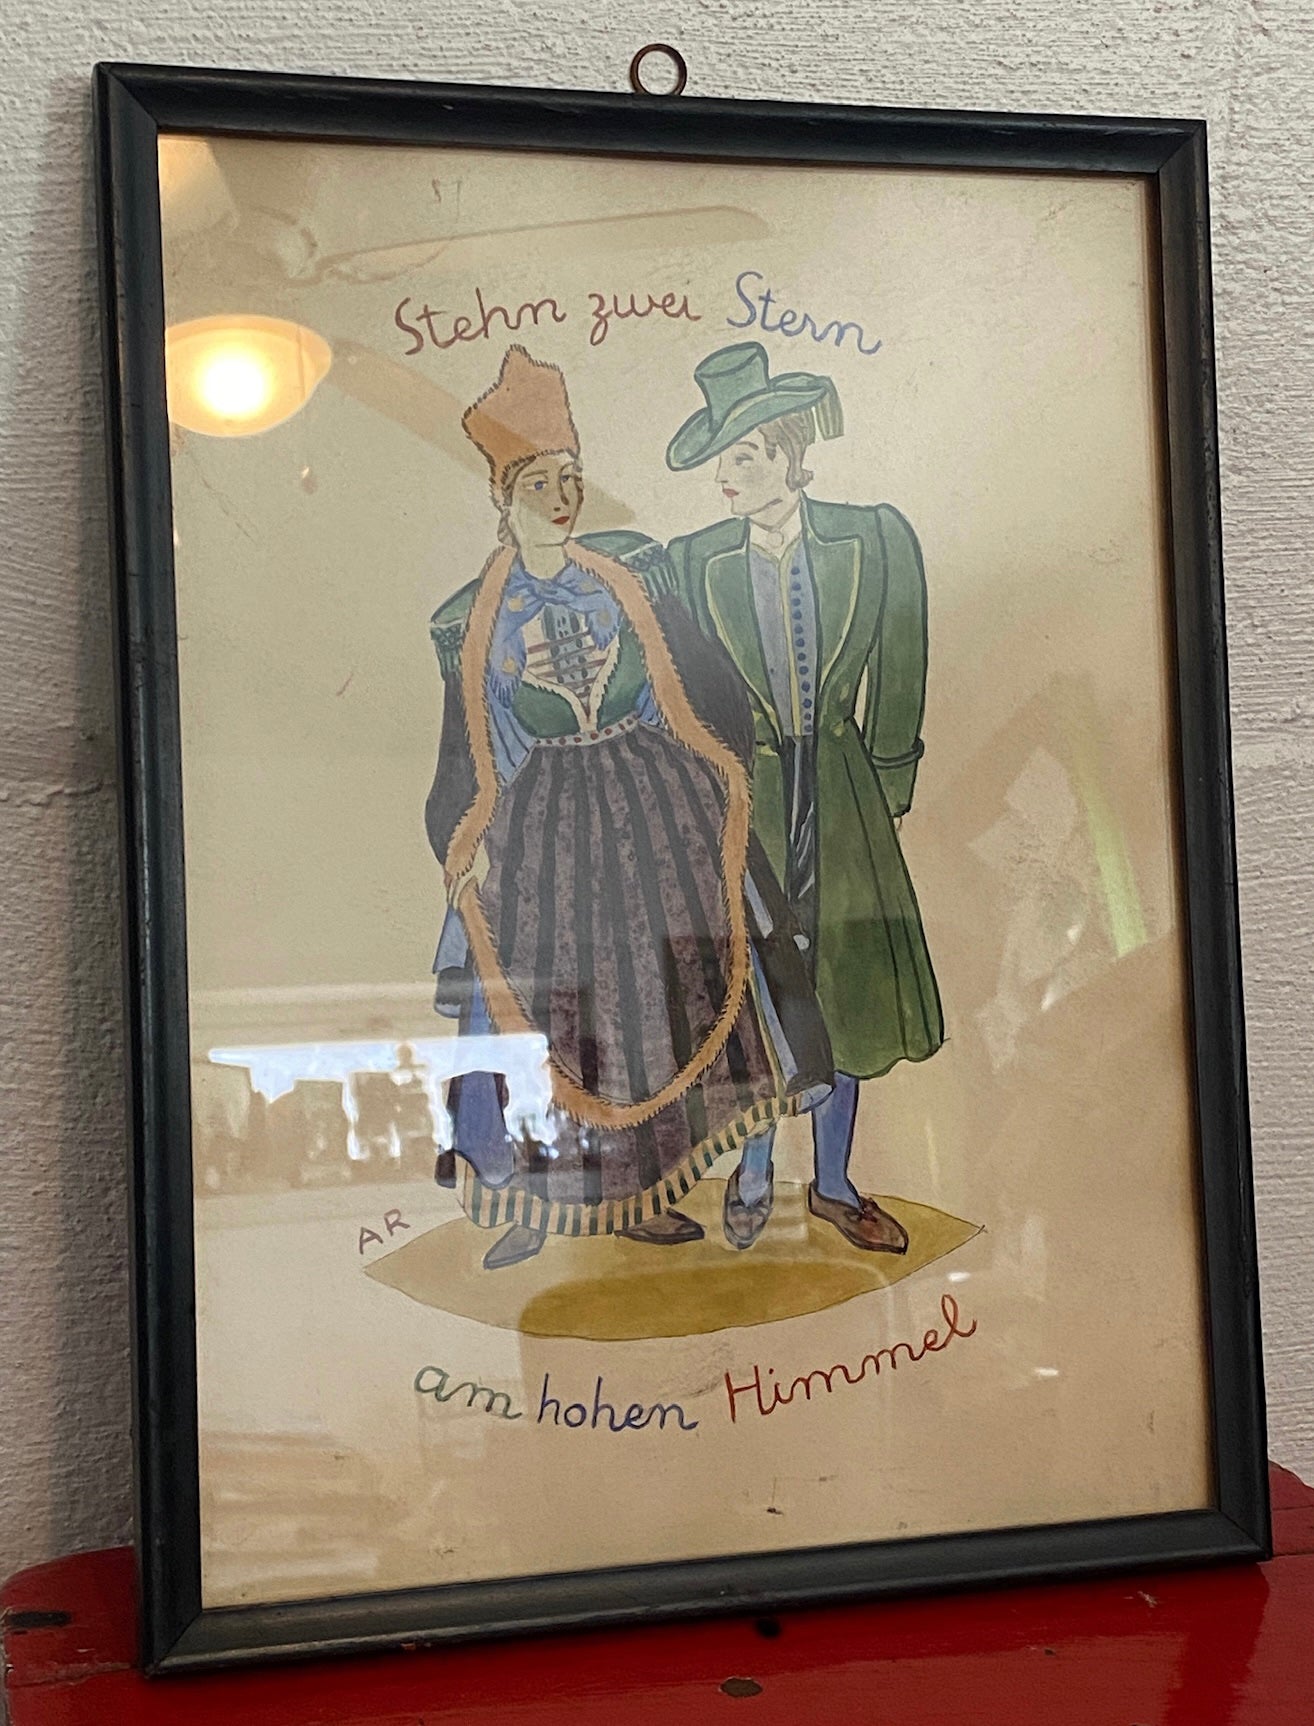 Stehn zwei Stern
AR
am hohen Himmel